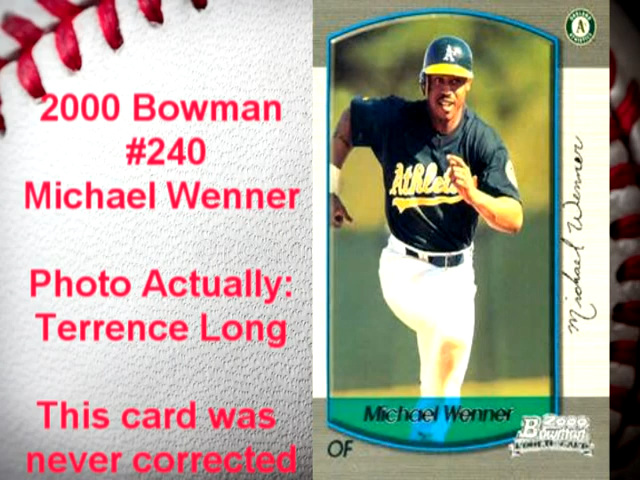 2000 Bowman
#240
Michael Wenner
Photo Actually:
Terrence Long
This card was
never corrected
A's
Athletics
Michael Wenner
Michael Wenner
OF
2000
Bowman